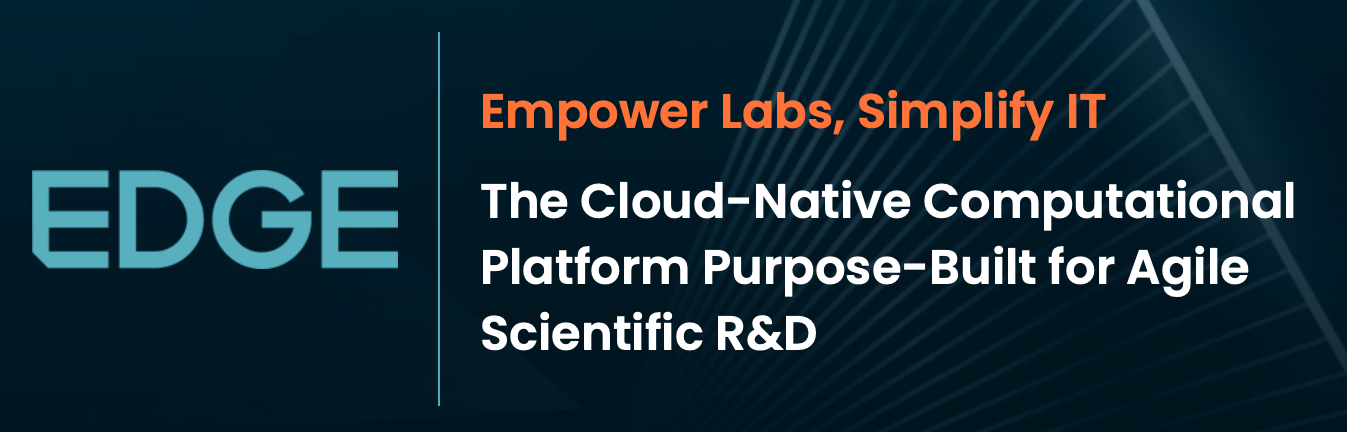 EDGE
Empower Labs, Simplify IT
The Cloud-Native Computational
Platform Purpose-Built for Agile
Scientific R&D